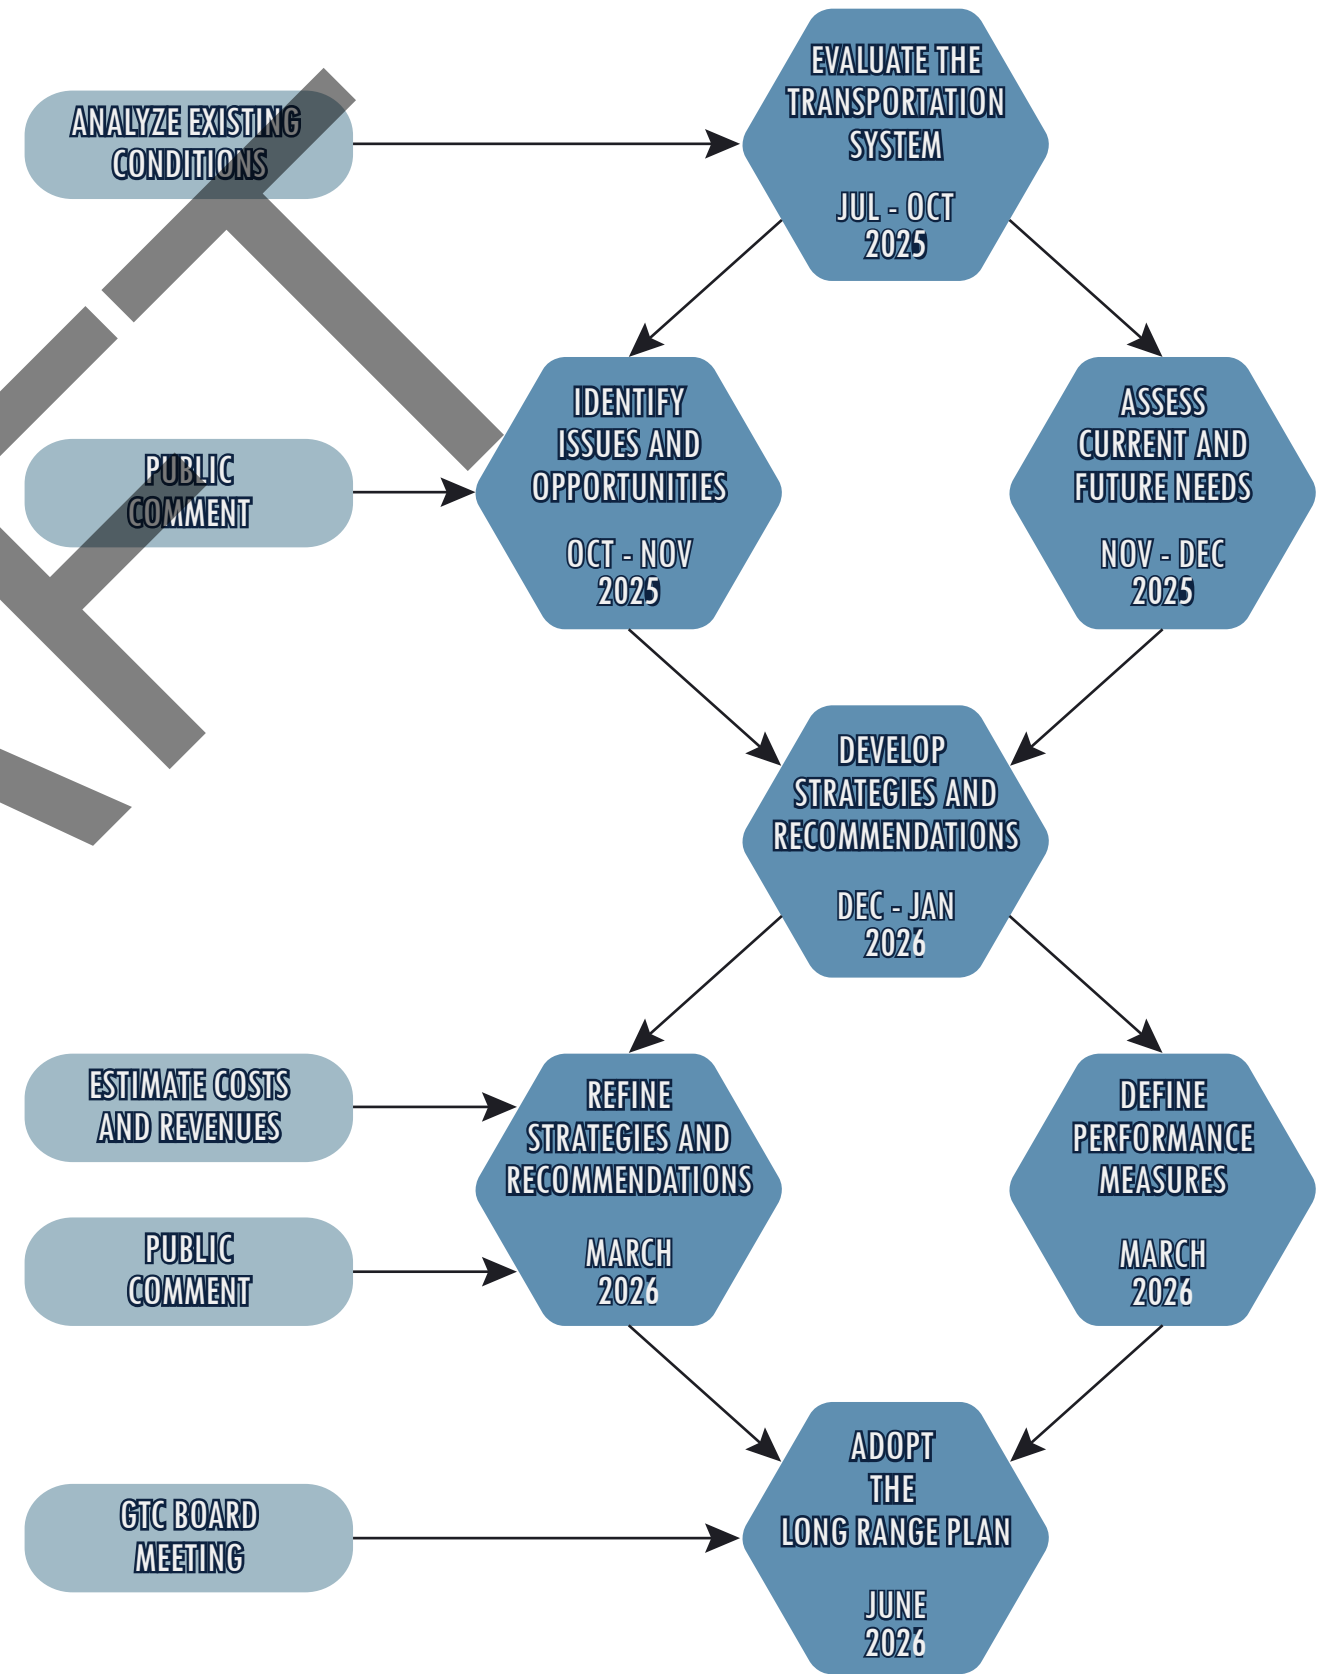 EVALUATE THE
TRANSPORTATION
SYSTEM
JUL - OCT
2025
ANALYZE EXISTING
CONDITIONS
IDENTIFY
ISSUES AND
OPPORTUNITIES
OCT - NOV
2025
ASSESS
CURRENT AND
FUTURE NEEDS
NOV - DEC
2025
PUBLIC
COMMENT
DEVELOP
STRATEGIES AND
RECOMMENDATIONS
DEC - JAN
2026
ESTIMATE COSTS
AND REVENUES
REFINE
STRATEGIES AND
RECOMMENDATIONS
MARCH
2026
DEFINE
PERFORMANCE
MEASURES
MARCH
2026
PUBLIC
COMMENT
ADOPT
THE
LONG RANGE PLAN
JUNE
2026
GTC BOARD
MEETING